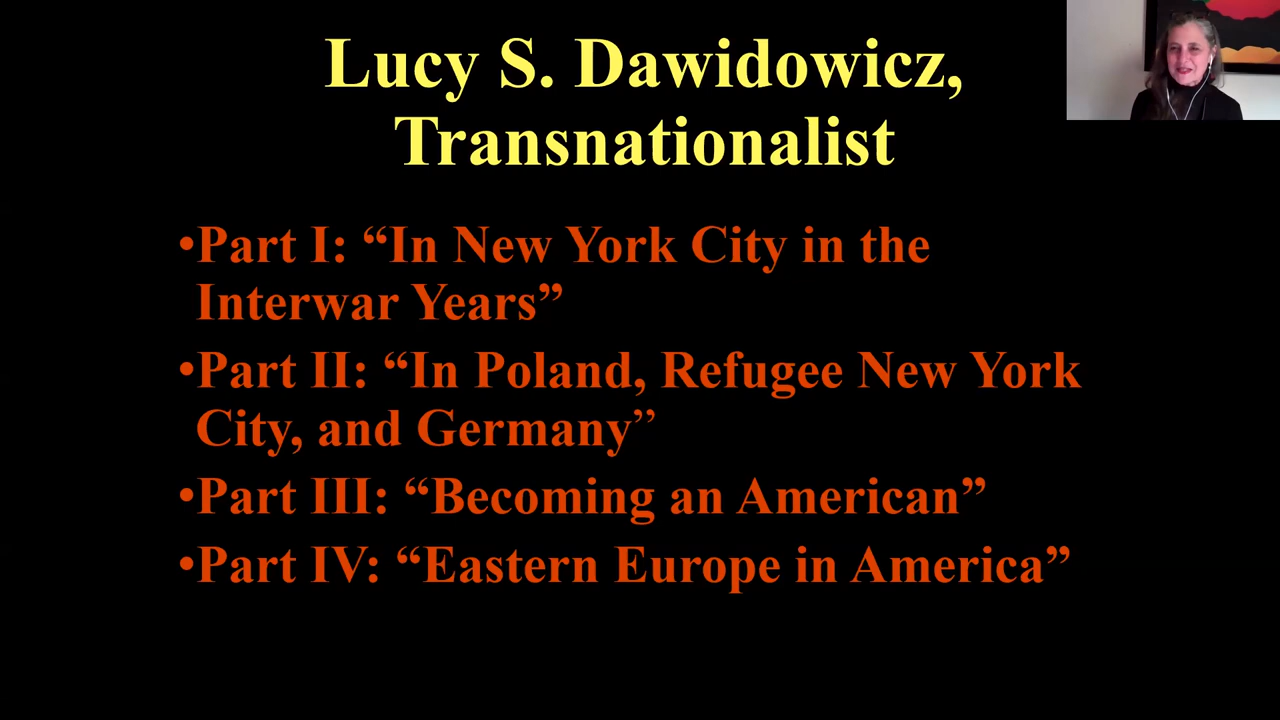 Lucy S. Dawidowicz,
Transnationalist
•Part I: “In New York City in the
Interwar Years”
•Part II: “In Poland, Refugee New York
City, and Germany”
•Part III: “Becoming an American”
•Part IV: “Eastern Europe in America”